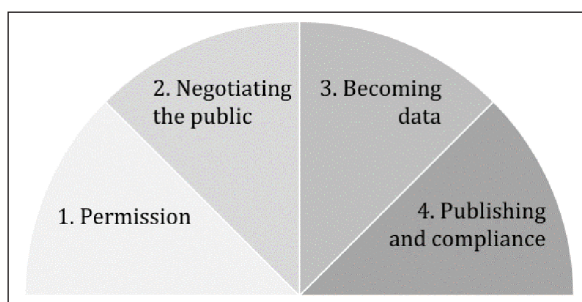 1. Permission
2. Negotiating
the public
3. Becoming
data
4. Publishing
and compliance